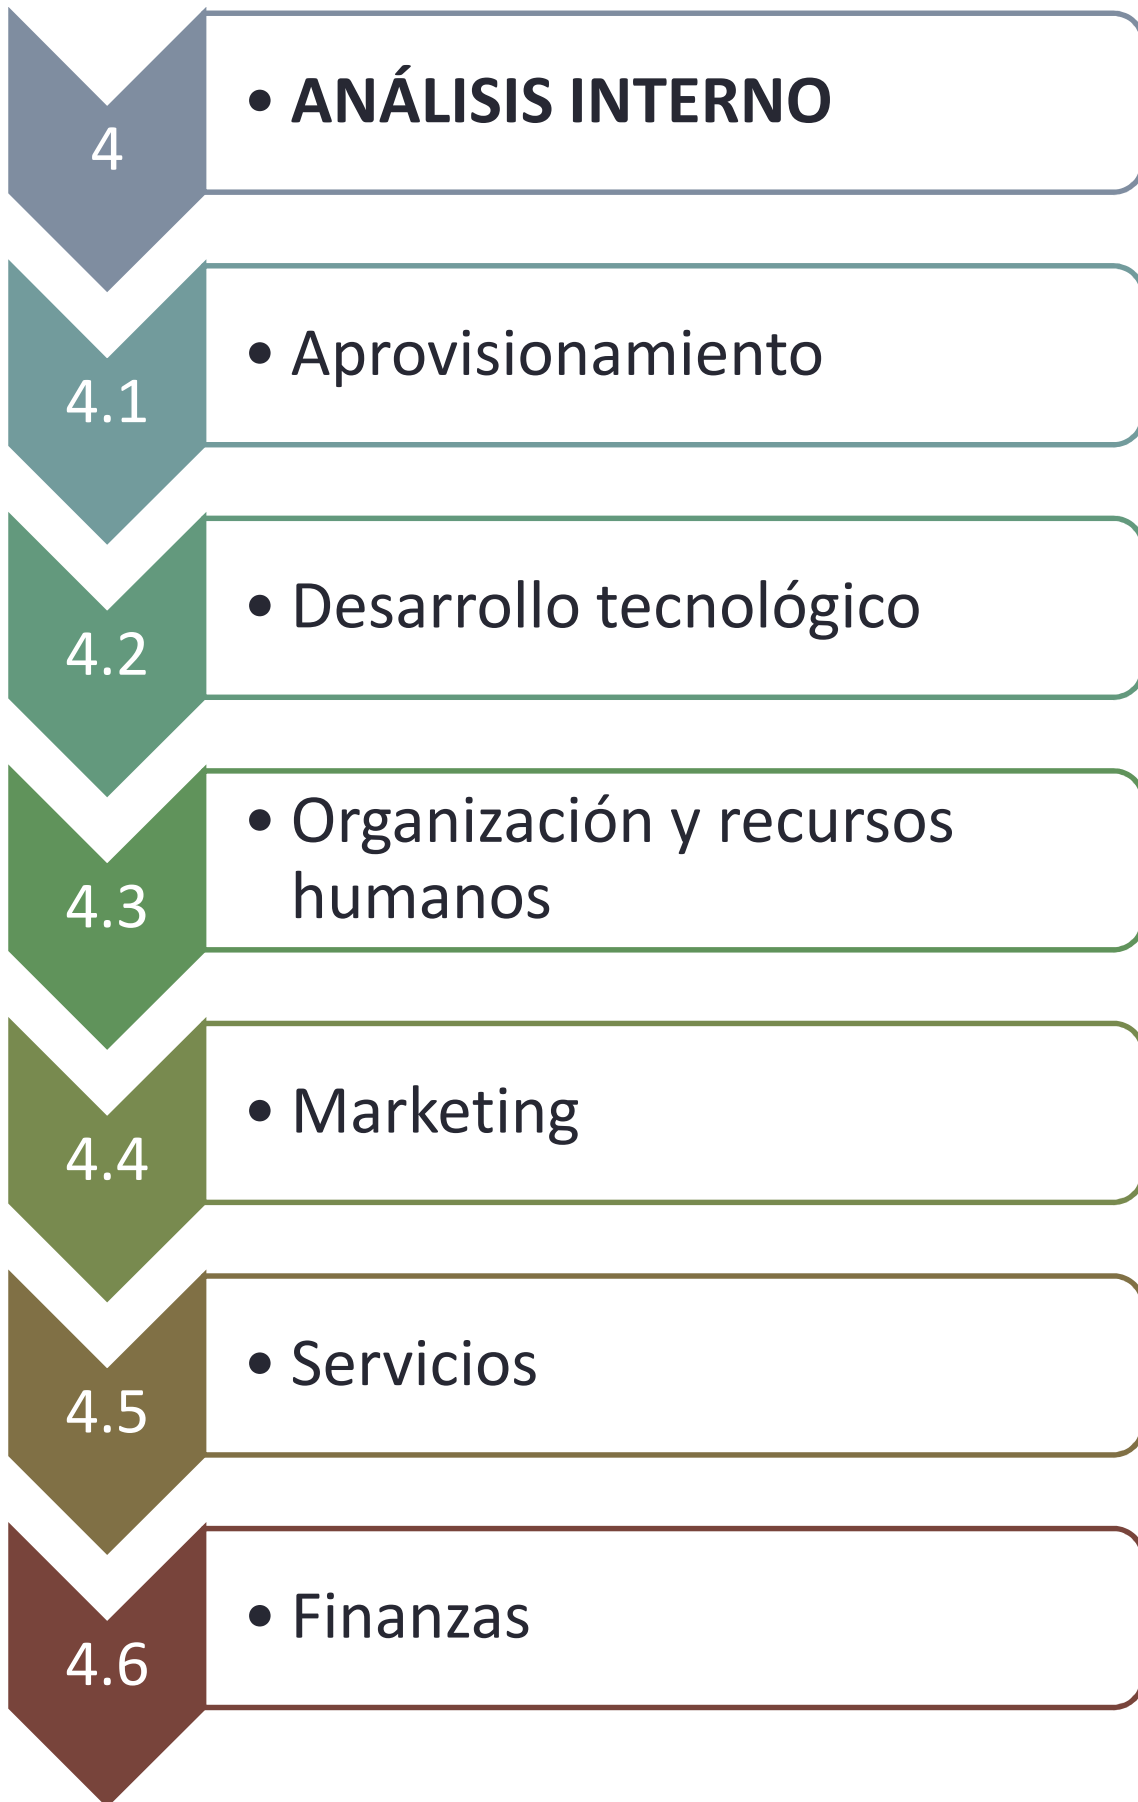 4
• ANÁLISIS INTERNO
4.1
• Aprovisionamiento
4.2
• Desarrollo tecnológico
4.3
• Organización y recursos
humanos
4.4
• Marketing
4.5
• Servicios
4.6
• Finanzas